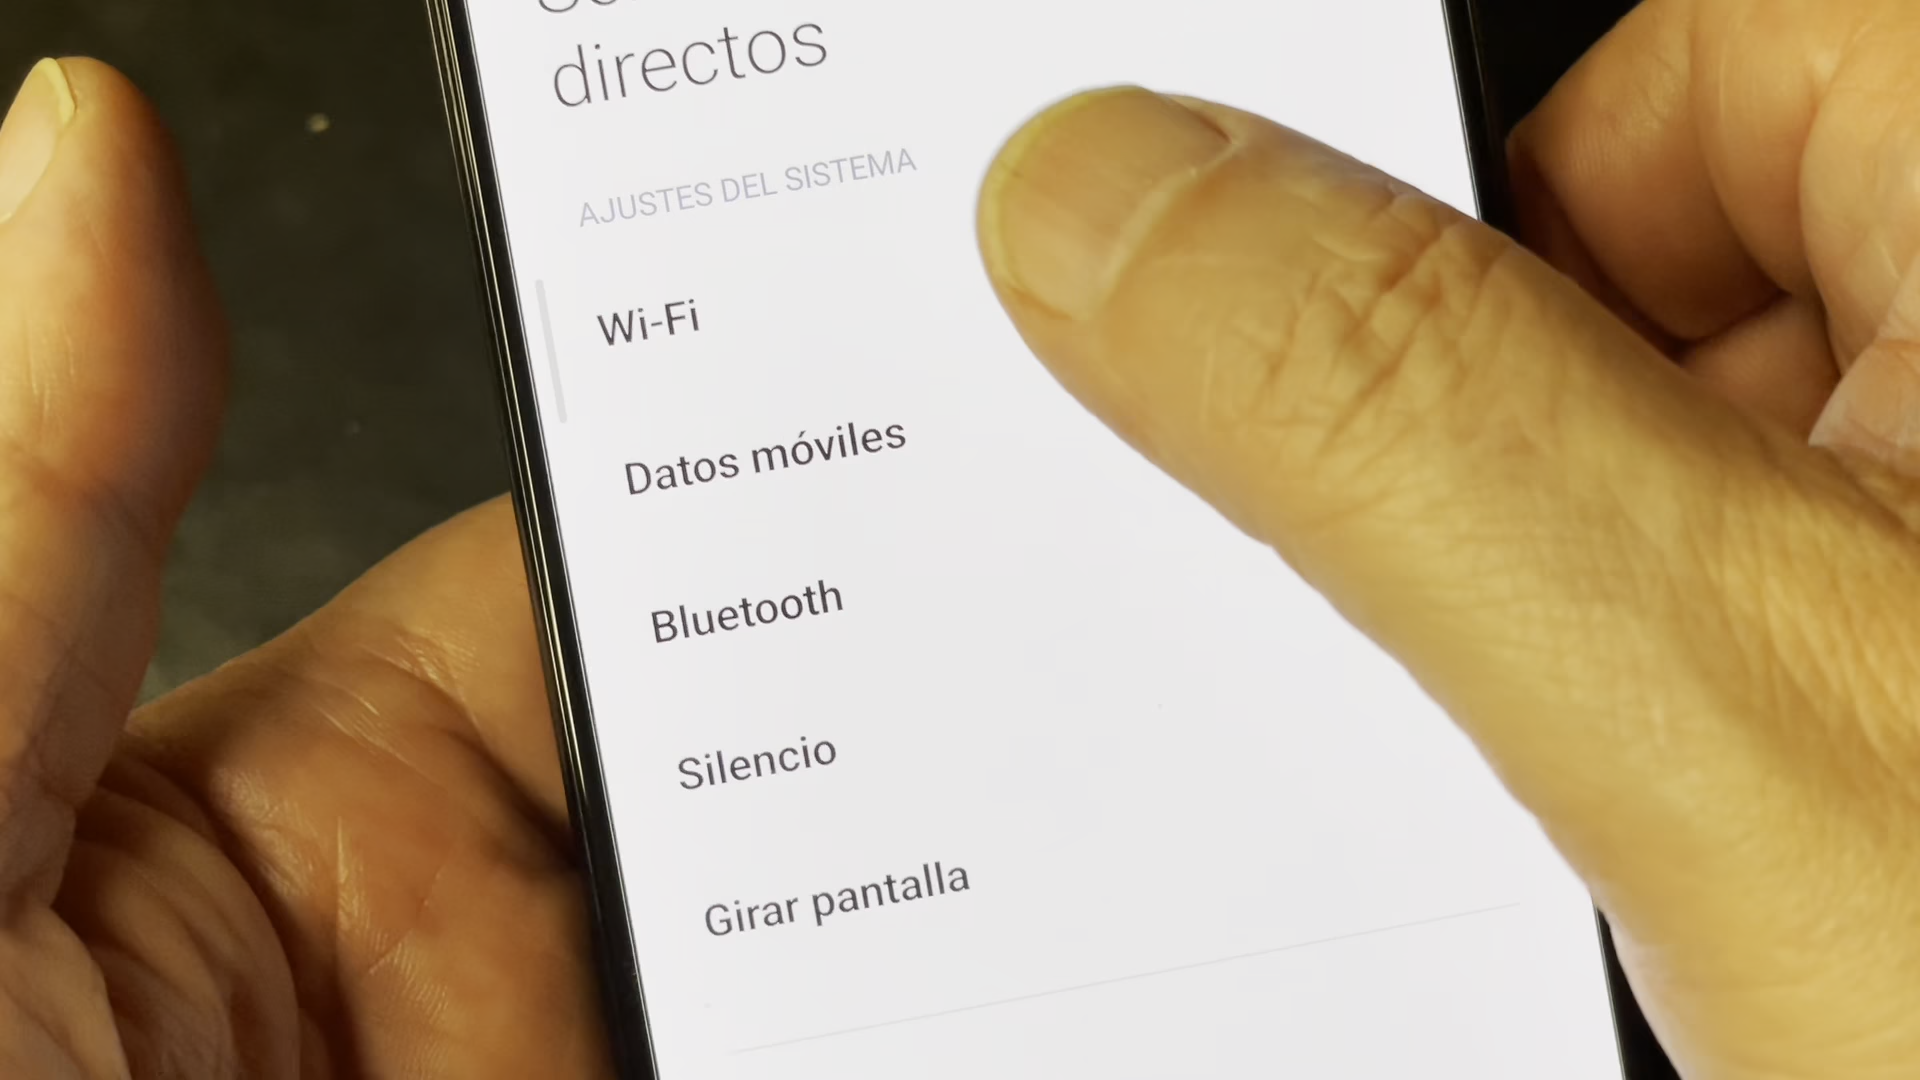 directos
AJUSTES DEL SISTEMA
Wi-Fi
Datos móviles
Bluetooth
Silencio
Girar pantalla